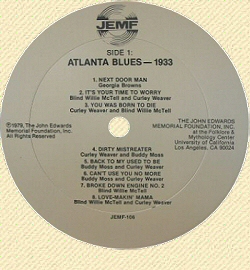 JEMF
SIDE 1:
ATLANTA BLUES—1933
1. NEXT DOOR MAN
Georgia Browns
2. IT'S YOUR TIME TO WORRY
Blind Willie McTell and Curley Weaver
3. YOU WAS BORN TO DIE
Curley Weaver and Blind Willie McTell
©1979, The John Edwards
Memorial Foundation, Inc.
All Rights Reserved
THE JOHN EDWARDS
MEMORIAL FOUNDATION, INC.
at the Folklore &
Mythology Center
University of California
Los Angeles, CA. 90024
4. DIRTY MISTREATER
Curley Weaver and Buddy Moss
5. BACK TO MY USED TO BE
Buddy Moss and Curley Weaver
6. CAN'T USE YOU NO MORE
Buddy Moss and Curley Weaver
7. BROKE DOWN ENGINE NO. 2
Blind Willie McTell
8. LOVE-MAKIN' MAMA
Blind Willie McTell and Curley Weaver
JEMF-106